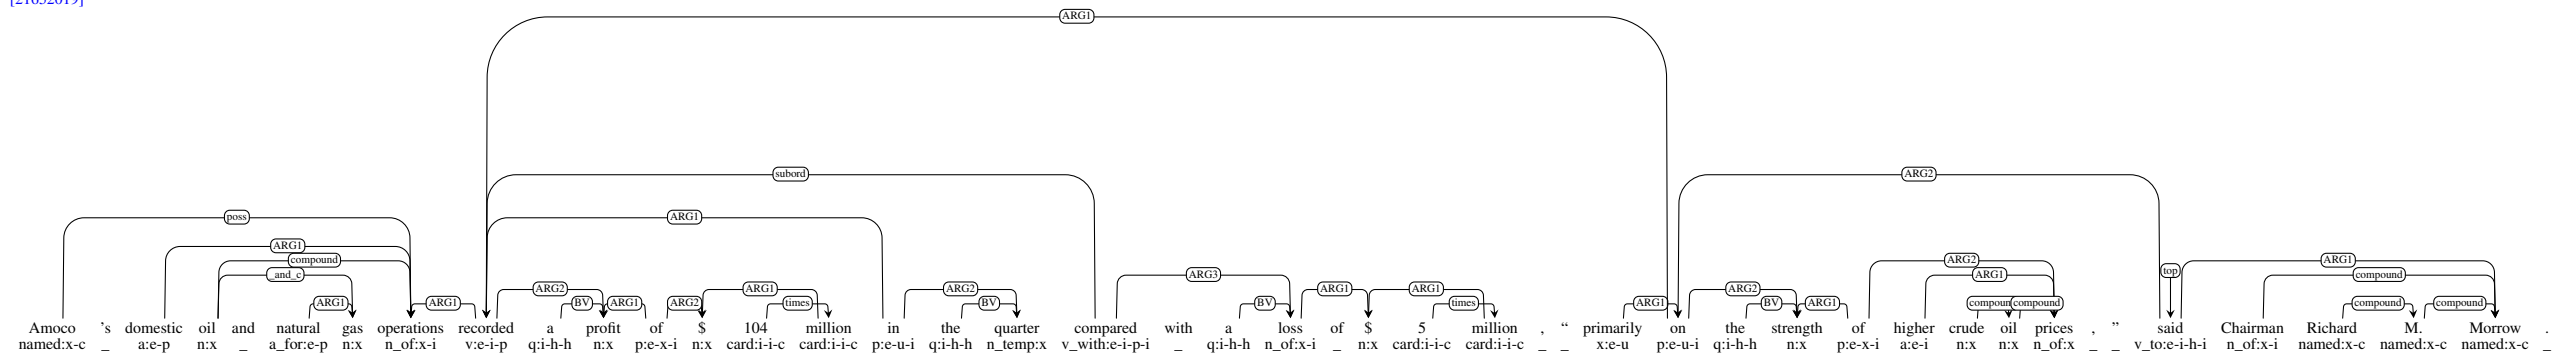 [21032019]
ARG1
subord ARG2
poss ARG1
ARG1 compound ARG2 ARG1
_and_c ARG3 ARG1 top compound
ARG2 ARG1 ARG2 ARG1 ARG1 ARG2
ARG1 ARG1 BV ARG1 ARG2 times BV BV times ARG1 BV ARG1 compound compound compound compound
Amoco 's domestic oil and natural gas operations recorded a profit of $ 104 million in the quarter compared with a loss of $ 5 million , “ primarily on the strength of higher crude oil prices , ” said Chairman Richard M. Morrow .
named:x-c _ a:e-p n:x _ a_for:e-p n:x n_of:x-i v:e-i-p q:i-h-h n:x p:e-x-i n:x card:i-i-c card:i-i-c p:e-u-i q:i-h-h n_temp:x v_with:e-i-p-i _ q:i-h-h n_of:x-i _ n:x card:i-i-c card:i-i-c _ _ x:e-u p:e-u-i q:i-h-h n:x p:e-x-i a:e-i n:x n:x n_of:x _ _ v_to:e-i-h-i n_of:x-i named:x-c named:x-c named:x-c _